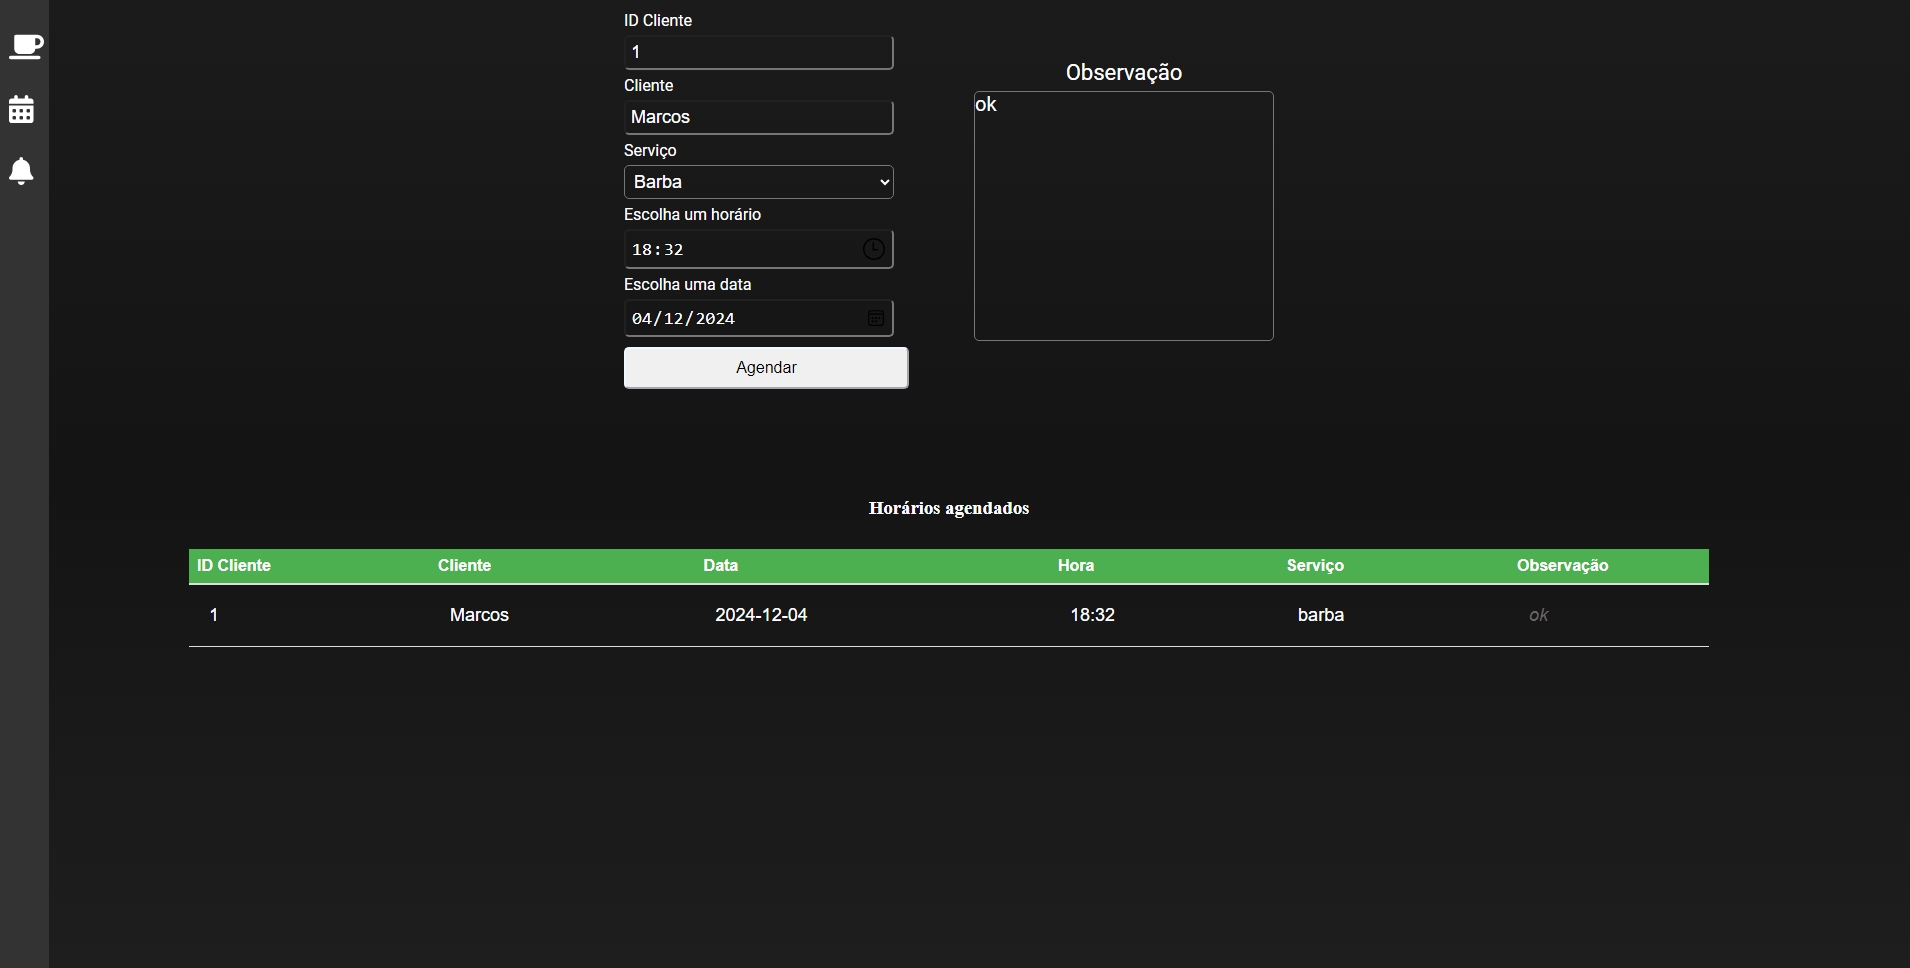 ID Cliente
1
Cliente
Marcos
Serviço
Barba
Escolha um horário
18:32
Escolha uma data
04/12/2024
Agendar
Observação
ok
Horários agendados
ID Cliente Cliente Data Hora Serviço Observação
1 Marcos 2024-12-04 18:32 barba ok